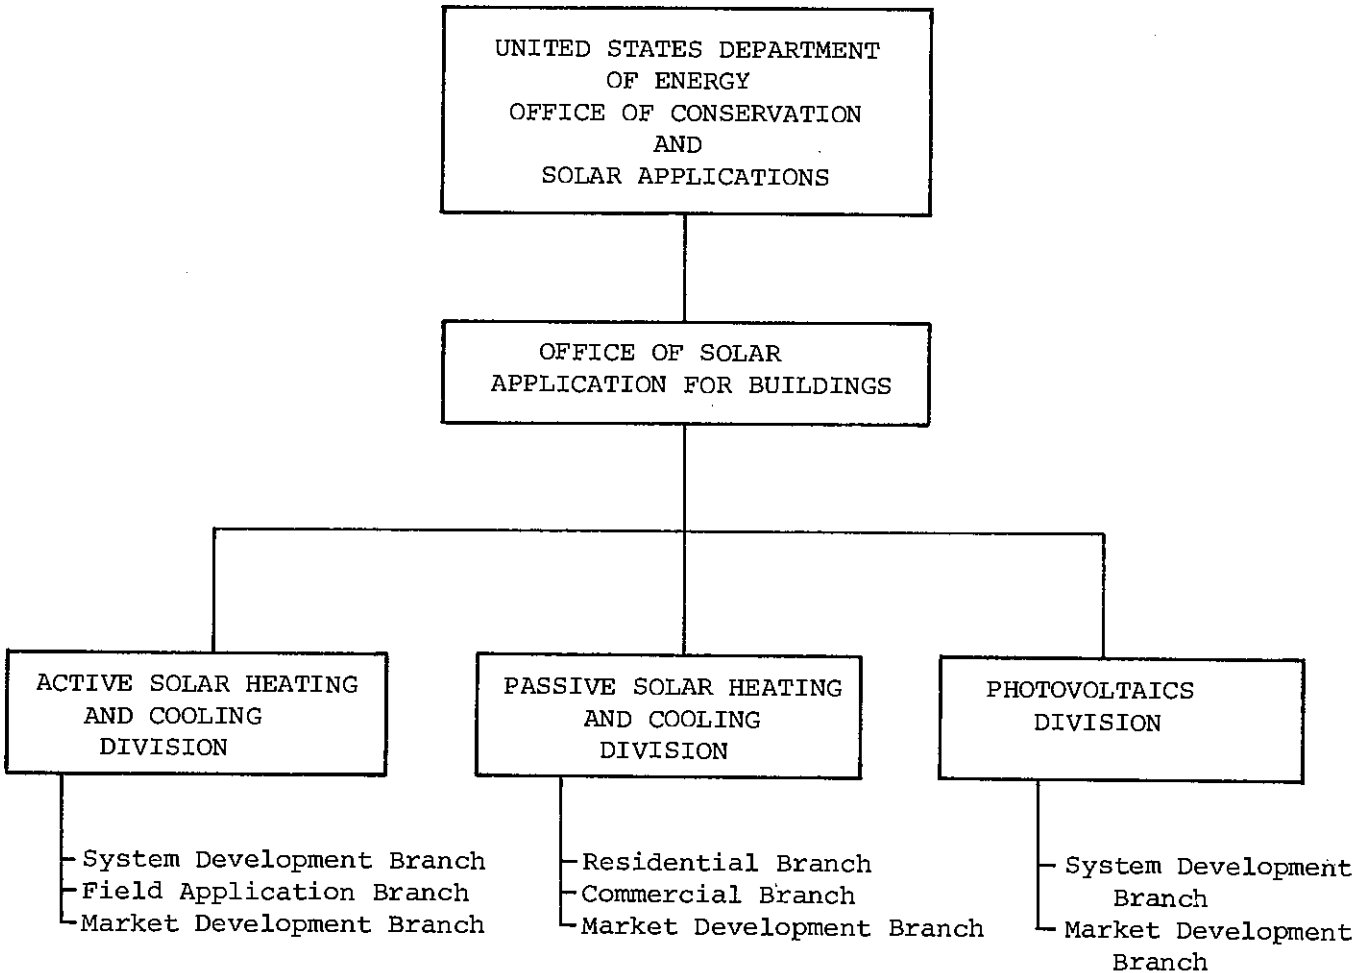 UNITED STATES DEPARTMENT
OF ENERGY
OFFICE OF CONSERVATION
AND
SOLAR APPLICATIONS
OFFICE OF SOLAR
APPLICATION FOR BUILDINGS
ACTIVE SOLAR HEATING
AND COOLING
DIVISION
System Development Branch
Field Application Branch
Market Development Branch
PASSIVE SOLAR HEATING
AND COOLING
DIVISION
Residential Branch
Commercial Branch
Market Development Branch
PHOTOVOLTAICS
DIVISION
System Development
Branch
Market Development
Branch